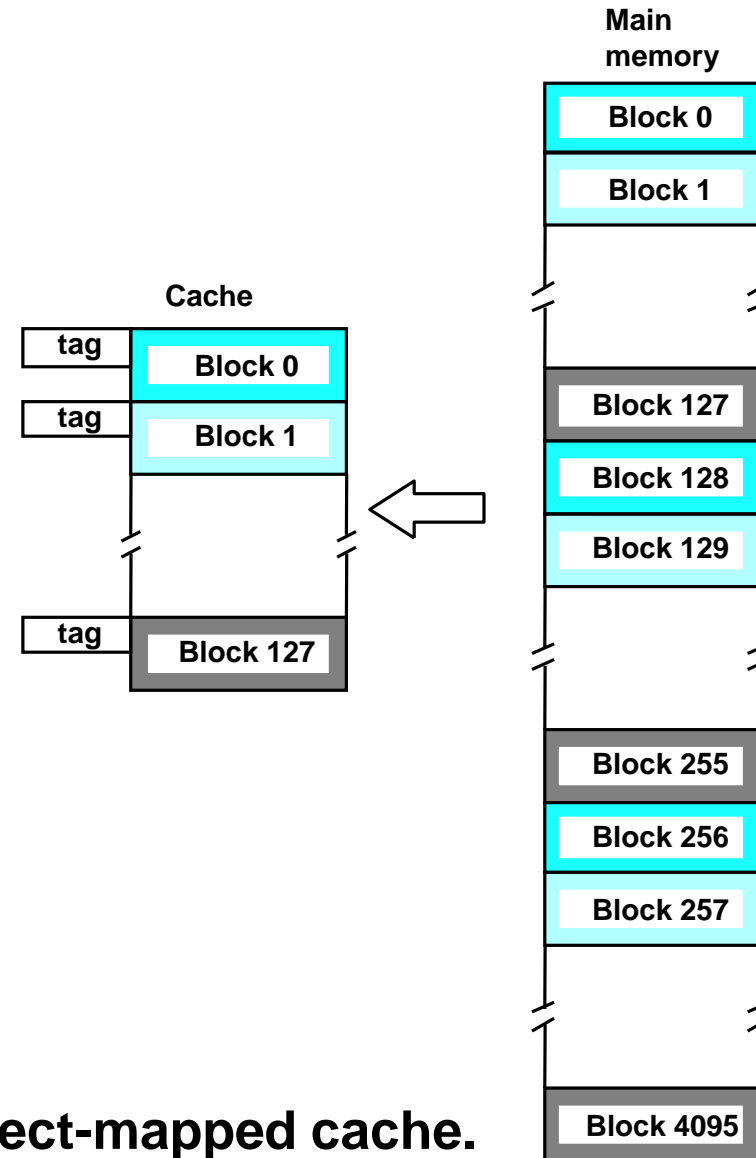 Main
memory
Block 0
Block 1
Cache
tag
Block 0
tag
Block 1
Block 127
Block 128
Block 129
tag
Block 127
Block 255
Block 256
Block 257
Block 4095
ect-mapped cache.